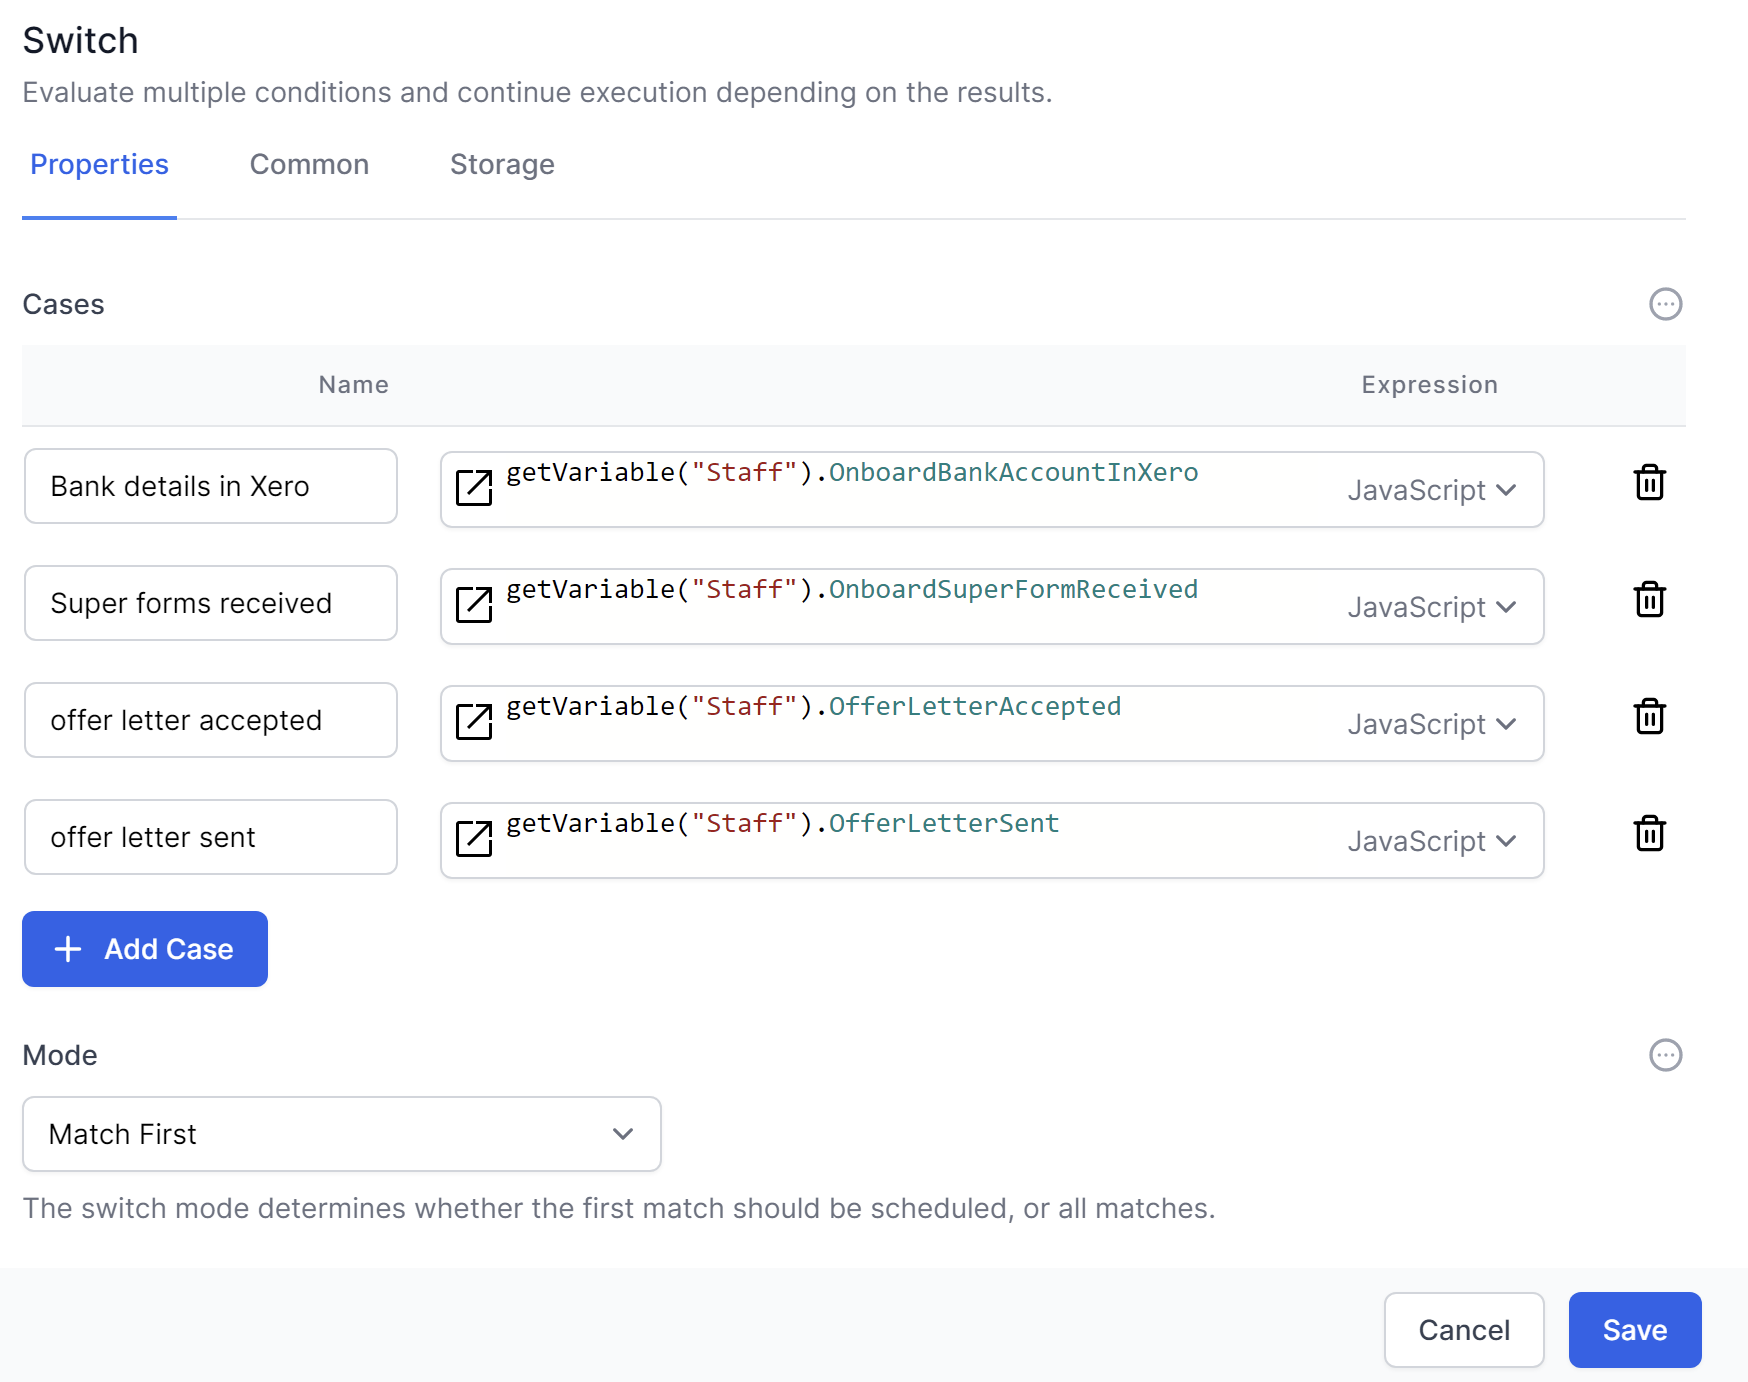 Switch
Evaluate multiple conditions and continue execution depending on the results.
Properties Common Storage
Cases
Name Expression
Bank details in Xero getVariable("Staff").OnboardBankAccountInXero JavaScript
Super forms received getVariable("Staff").OnboardSuperFormReceived JavaScript
offer letter accepted getVariable("Staff").OfferLetterAccepted JavaScript
offer letter sent getVariable("Staff").OfferLetterSent JavaScript
Add Case
Mode
Match First
The switch mode determines whether the first match should be scheduled, or all matches.
Cancel Save